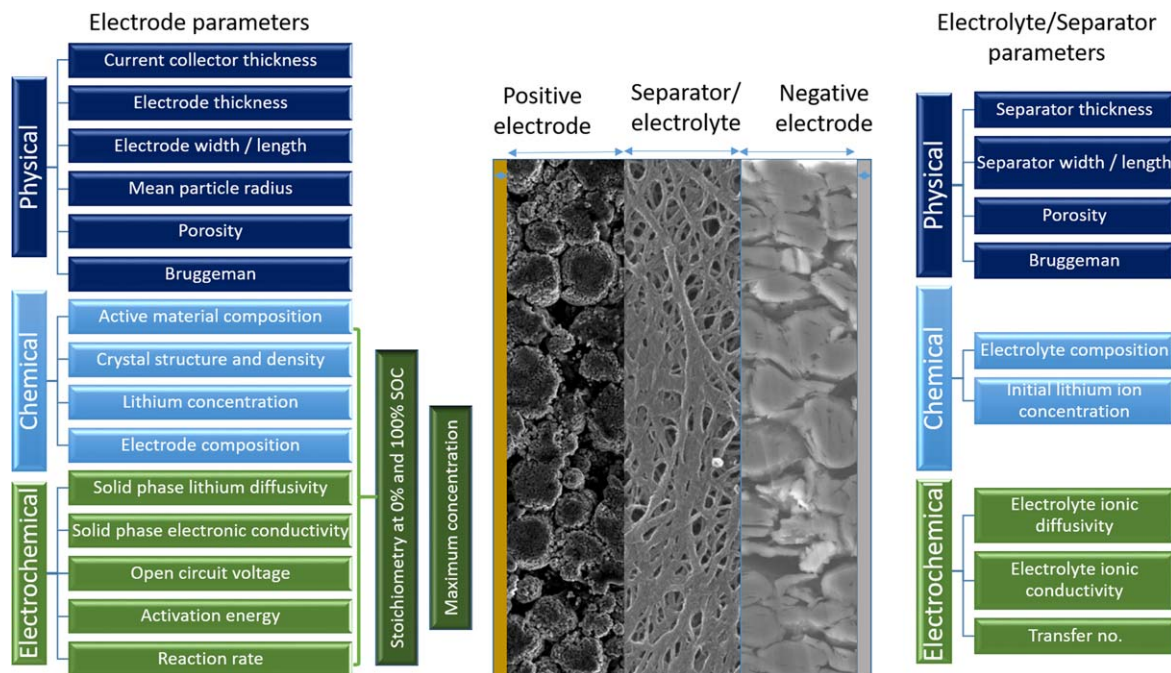 Electrode parameters
Physical
Current collector thickness
Electrode thickness
Electrode width / length
Mean particle radius
Porosity
Bruggeman
Chemical
Active material composition
Crystal structure and density
Lithium concentration
Electrode composition
Electrochemical
Solid phase lithium diffusivity
Solid phase electronic conductivity
Open circuit voltage
Activation energy
Reaction rate
Stoichiometry at 0% and 100% SOC
Maximum concentration
Positive
electrode
Separator/
electrolyte
Negative
electrode
Electrolyte/Separator
parameters
Physical
Separator thickness
Separator width / length
Porosity
Bruggeman
Chemical
Electrolyte composition
Initial lithium ion
concentration
Electrochemical
Electrolyte ionic
diffusivity
Electrolyte ionic
conductivity
Transfer no.